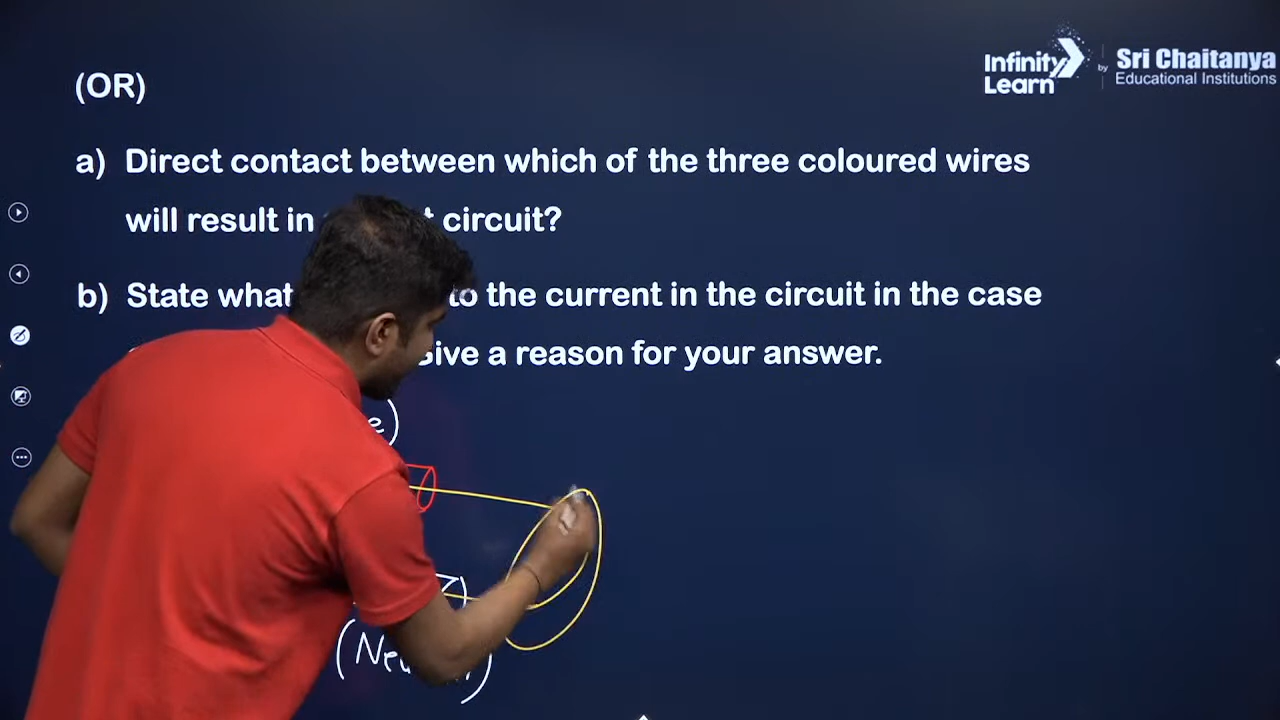 (OR)
Infinity Learn by Sri Chaitanya Educational Institutions
a) Direct contact between which of the three coloured wires
will result in circuit?
b) State what to the current in the circuit in the case
Give a reason for your answer.